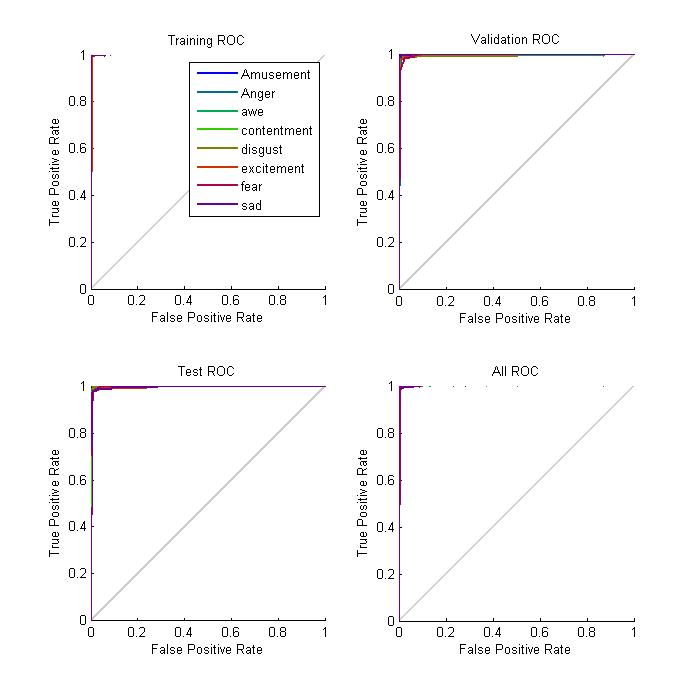 Training ROC
1
0.8
0.6
0.4
0.2
0
True Positive Rate
0 0.2 0.4 0.6 0.8 1
False Positive Rate
Amusement
Anger
awe
contentment
disgust
excitement
fear
sad
Validation ROC
1
0.8
0.6
0.4
0.2
0
True Positive Rate
0 0.2 0.4 0.6 0.8 1
False Positive Rate
Test ROC
1
0.8
0.6
0.4
0.2
0
True Positive Rate
0 0.2 0.4 0.6 0.8 1
False Positive Rate
All ROC
1
0.8
0.6
0.4
0.2
0
True Positive Rate
0 0.2 0.4 0.6 0.8 1
False Positive Rate